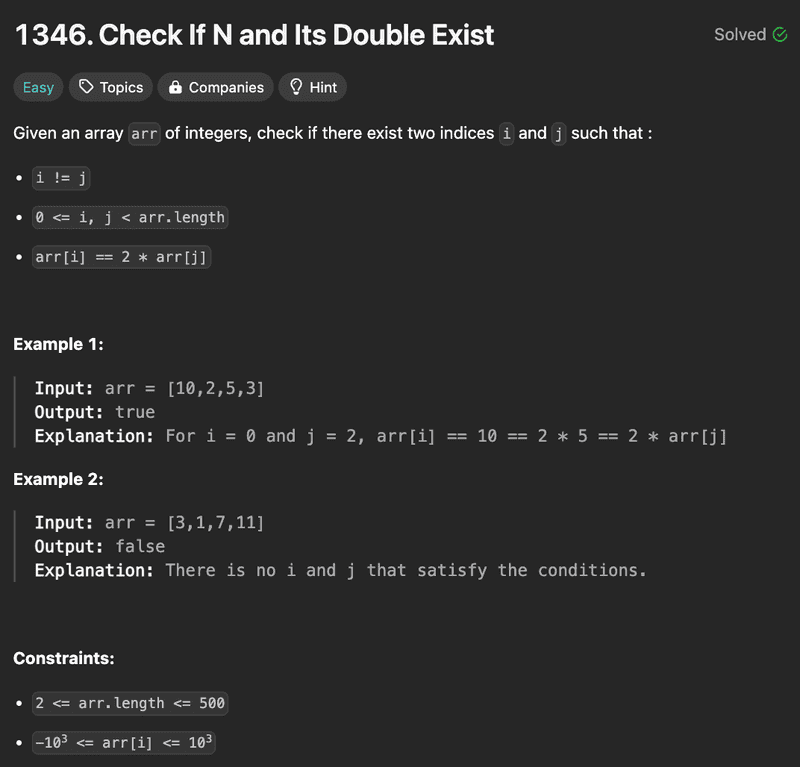 1346. Check If N and Its Double Exist
Solved
Easy Topics Companies Hint
Given an array arr of integers, check if there exist two indices i and j such that :
• i != j
• 0 <= i, j < arr.length
• arr[i] == 2 * arr[j]
Example 1:
Input: arr = [10,2,5,3]
Output: true
Explanation: For i = 0 and j = 2, arr[i] == 10 == 2 * 5 == 2 * arr[j]
Example 2:
Input: arr = [3,1,7,11]
Output: false
Explanation: There is no i and j that satisfy the conditions.
Constraints:
• 2 <= arr.length <= 500
• -10³ <= arr[i] <= 10³